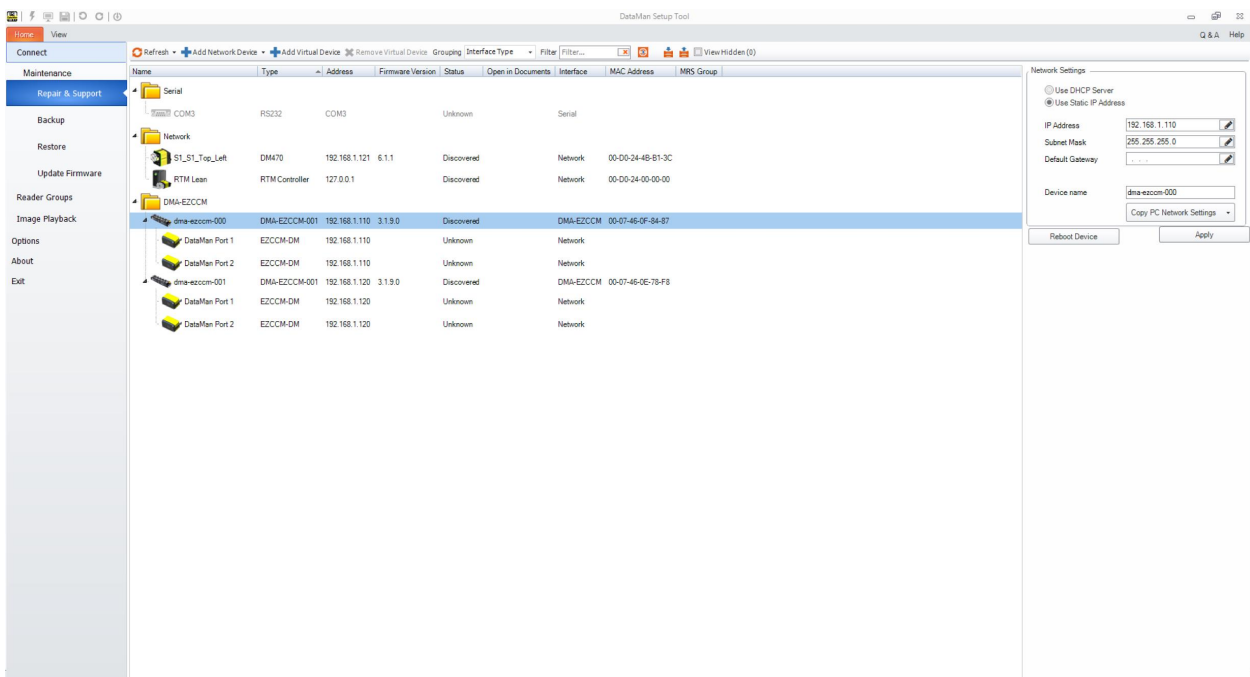 DataMan Setup Tool
Home View Q & A Help
Connect
Maintenance
Repair & Support
Backup
Restore
Update Firmware
Reader Groups
Image Playback
Options
About
Exit
Refresh Add Network Device Add Virtual Device Remove Virtual Device Grouping Interface Type Filter Filter... View Hidden (0)
Name Type Address Firmware Version Status Open in Documents Interface MAC Address MRS Group
Serial
COM3 RS232 COM3 Unknown Serial
Network
S1_S1_Top_Left DM470 192.168.1.121 6.1.1 Discovered Network 00-D0-24-4B-B1-3C
RTM Lean RTM Controller 127.0.0.1 Discovered Network 00-D0-24-00-00-00
DMA-EZCCM
dma-ezccm-000 DMA-EZCCM-001 192.168.1.110 3.1.9.0 Discovered DMA-EZCCM 00-07-46-0F-84-87
DataMan Port 1 EZCCM-DM 192.168.1.110 Unknown Network
DataMan Port 2 EZCCM-DM 192.168.1.110 Unknown Network
dma-ezccm-001 DMA-EZCCM-001 192.168.1.120 3.1.9.0 Discovered DMA-EZCCM 00-07-46-0E-78-F8
DataMan Port 1 EZCCM-DM 192.168.1.120 Unknown Network
DataMan Port 2 EZCCM-DM 192.168.1.120 Unknown Network
Network Settings
Use DHCP Server
Use Static IP Address
IP Address 192.168.1.110
Subnet Mask 255.255.255.0
Default Gateway . . .
Device name dma-ezccm-000
Copy PC Network Settings
Reboot Device Apply